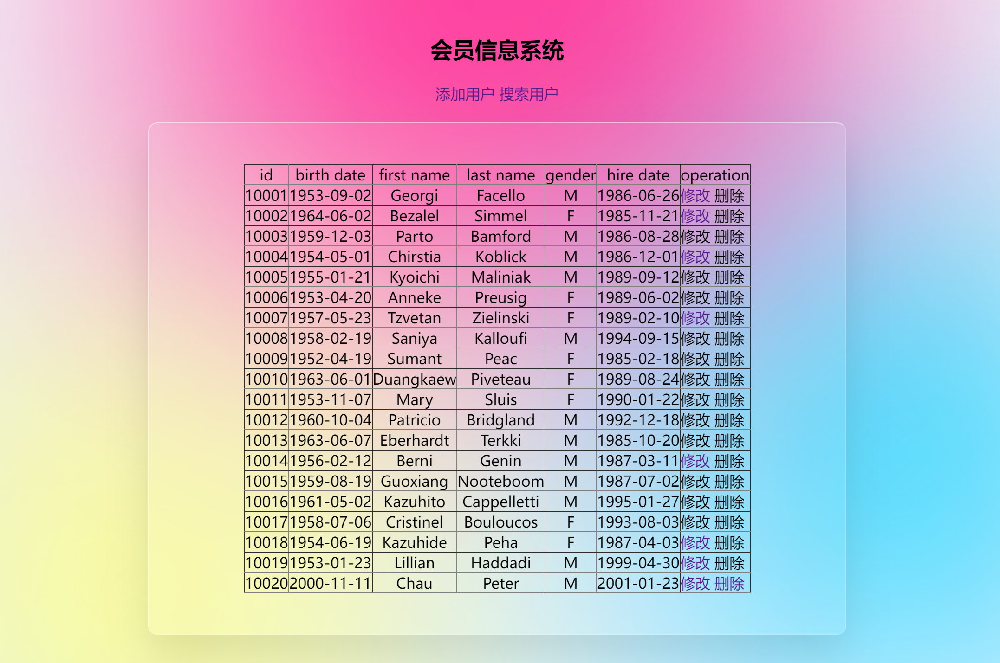 会员信息系统
添加用户 搜索用户
id birth date first name last name gender hire date operation
10001 1953-09-02 Georgi Facello M 1986-06-26 修改 删除
10002 1964-06-02 Bezalel Simmel F 1985-11-21 修改 删除
10003 1959-12-03 Parto Bamford M 1986-08-28 修改 删除
10004 1954-05-01 Chirstia Koblick M 1986-12-01 修改 删除
10005 1955-01-21 Kyoichi Maliniak M 1989-09-12 修改 删除
10006 1953-04-20 Anneke Preusig F 1989-06-02 修改 删除
10007 1957-05-23 Tzvetan Zielinski F 1989-02-10 修改 删除
10008 1958-02-19 Saniya Kalloufi M 1994-09-15 修改 删除
10009 1952-04-19 Sumant Peac F 1985-02-18 修改 删除
10010 1963-06-01 Duangkaew Piveteau F 1989-08-24 修改 删除
10011 1953-11-07 Mary Sluis F 1990-01-22 修改 删除
10012 1960-10-04 Patricio Bridgland M 1992-12-18 修改 删除
10013 1963-06-07 Eberhardt Terkki M 1985-10-20 修改 删除
10014 1956-02-12 Berni Genin M 1987-03-11 修改 删除
10015 1959-08-19 Guoxiang Nooteboom M 1987-07-02 修改 删除
10016 1961-05-02 Kazuhito Cappelletti M 1995-01-27 修改 删除
10017 1958-07-06 Cristinel Bouloucos F 1993-08-03 修改 删除
10018 1954-06-19 Kazuhide Peha F 1987-04-03 修改 删除
10019 1953-01-23 Lillian Haddadi M 1999-04-30 修改 删除
10020 2000-11-11 Chau Peter M 2001-01-23 修改 删除